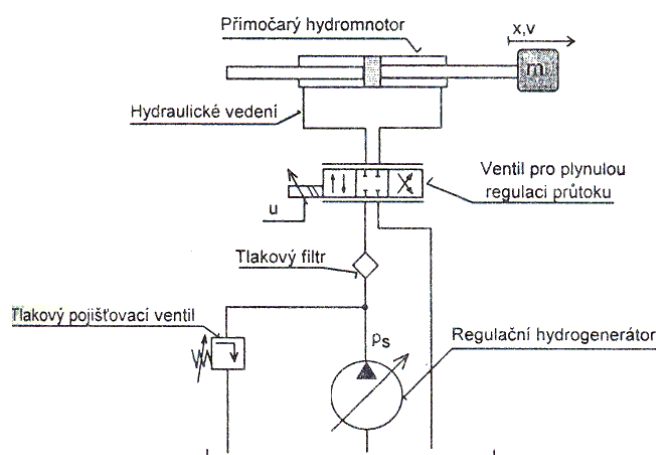 Přímočarý hydromnotor
x,v
m
Hydraulické vedení
Ventil pro plynulou
regulaci průtoku
u
Tlakový filtr
Tlakový pojišťovací ventil
ps
Regulační hydrogenerátor